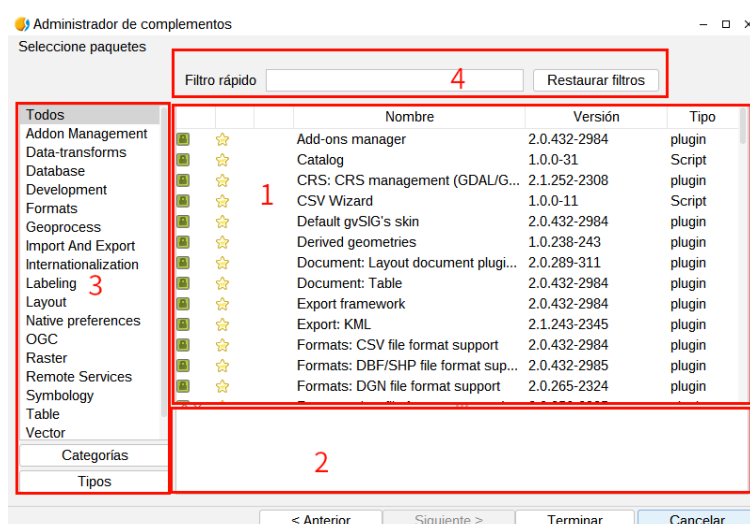 Administrador de complementos
Seleccione paquetes
Filtro rápido 4 Restaurar filtros
Todos
Addon Management
Data-transforms
Database
Development
Formats
Geoprocess
Import And Export
Internationalization
Labeling
Layout
Native preferences
OGC
Raster
Remote Services
Symbology
Table
Vector
Categorías
Tipos
3
Nombre Versión Tipo
Add-ons manager 2.0.432-2984 plugin
Catalog 1.0.0-31 Script
CRS: CRS management (GDAL/G... 2.1.252-2308 plugin
CSV Wizard 1.0.0-11 Script
Default gvSIG's skin 2.0.432-2984 plugin
Derived geometries 1.0.238-243 plugin
Document: Layout document plugi... 2.0.289-311 plugin
Document: Table 2.0.432-2984 plugin
Export framework 2.0.432-2984 plugin
Export: KML 2.1.243-2345 plugin
Formats: CSV file format support 2.0.432-2984 plugin
Formats: DBF/SHP file format sup... 2.0.432-2985 plugin
Formats: DGN file format support 2.0.265-2324 plugin
1
2
< Anterior Siguiente > Terminar Cancelar